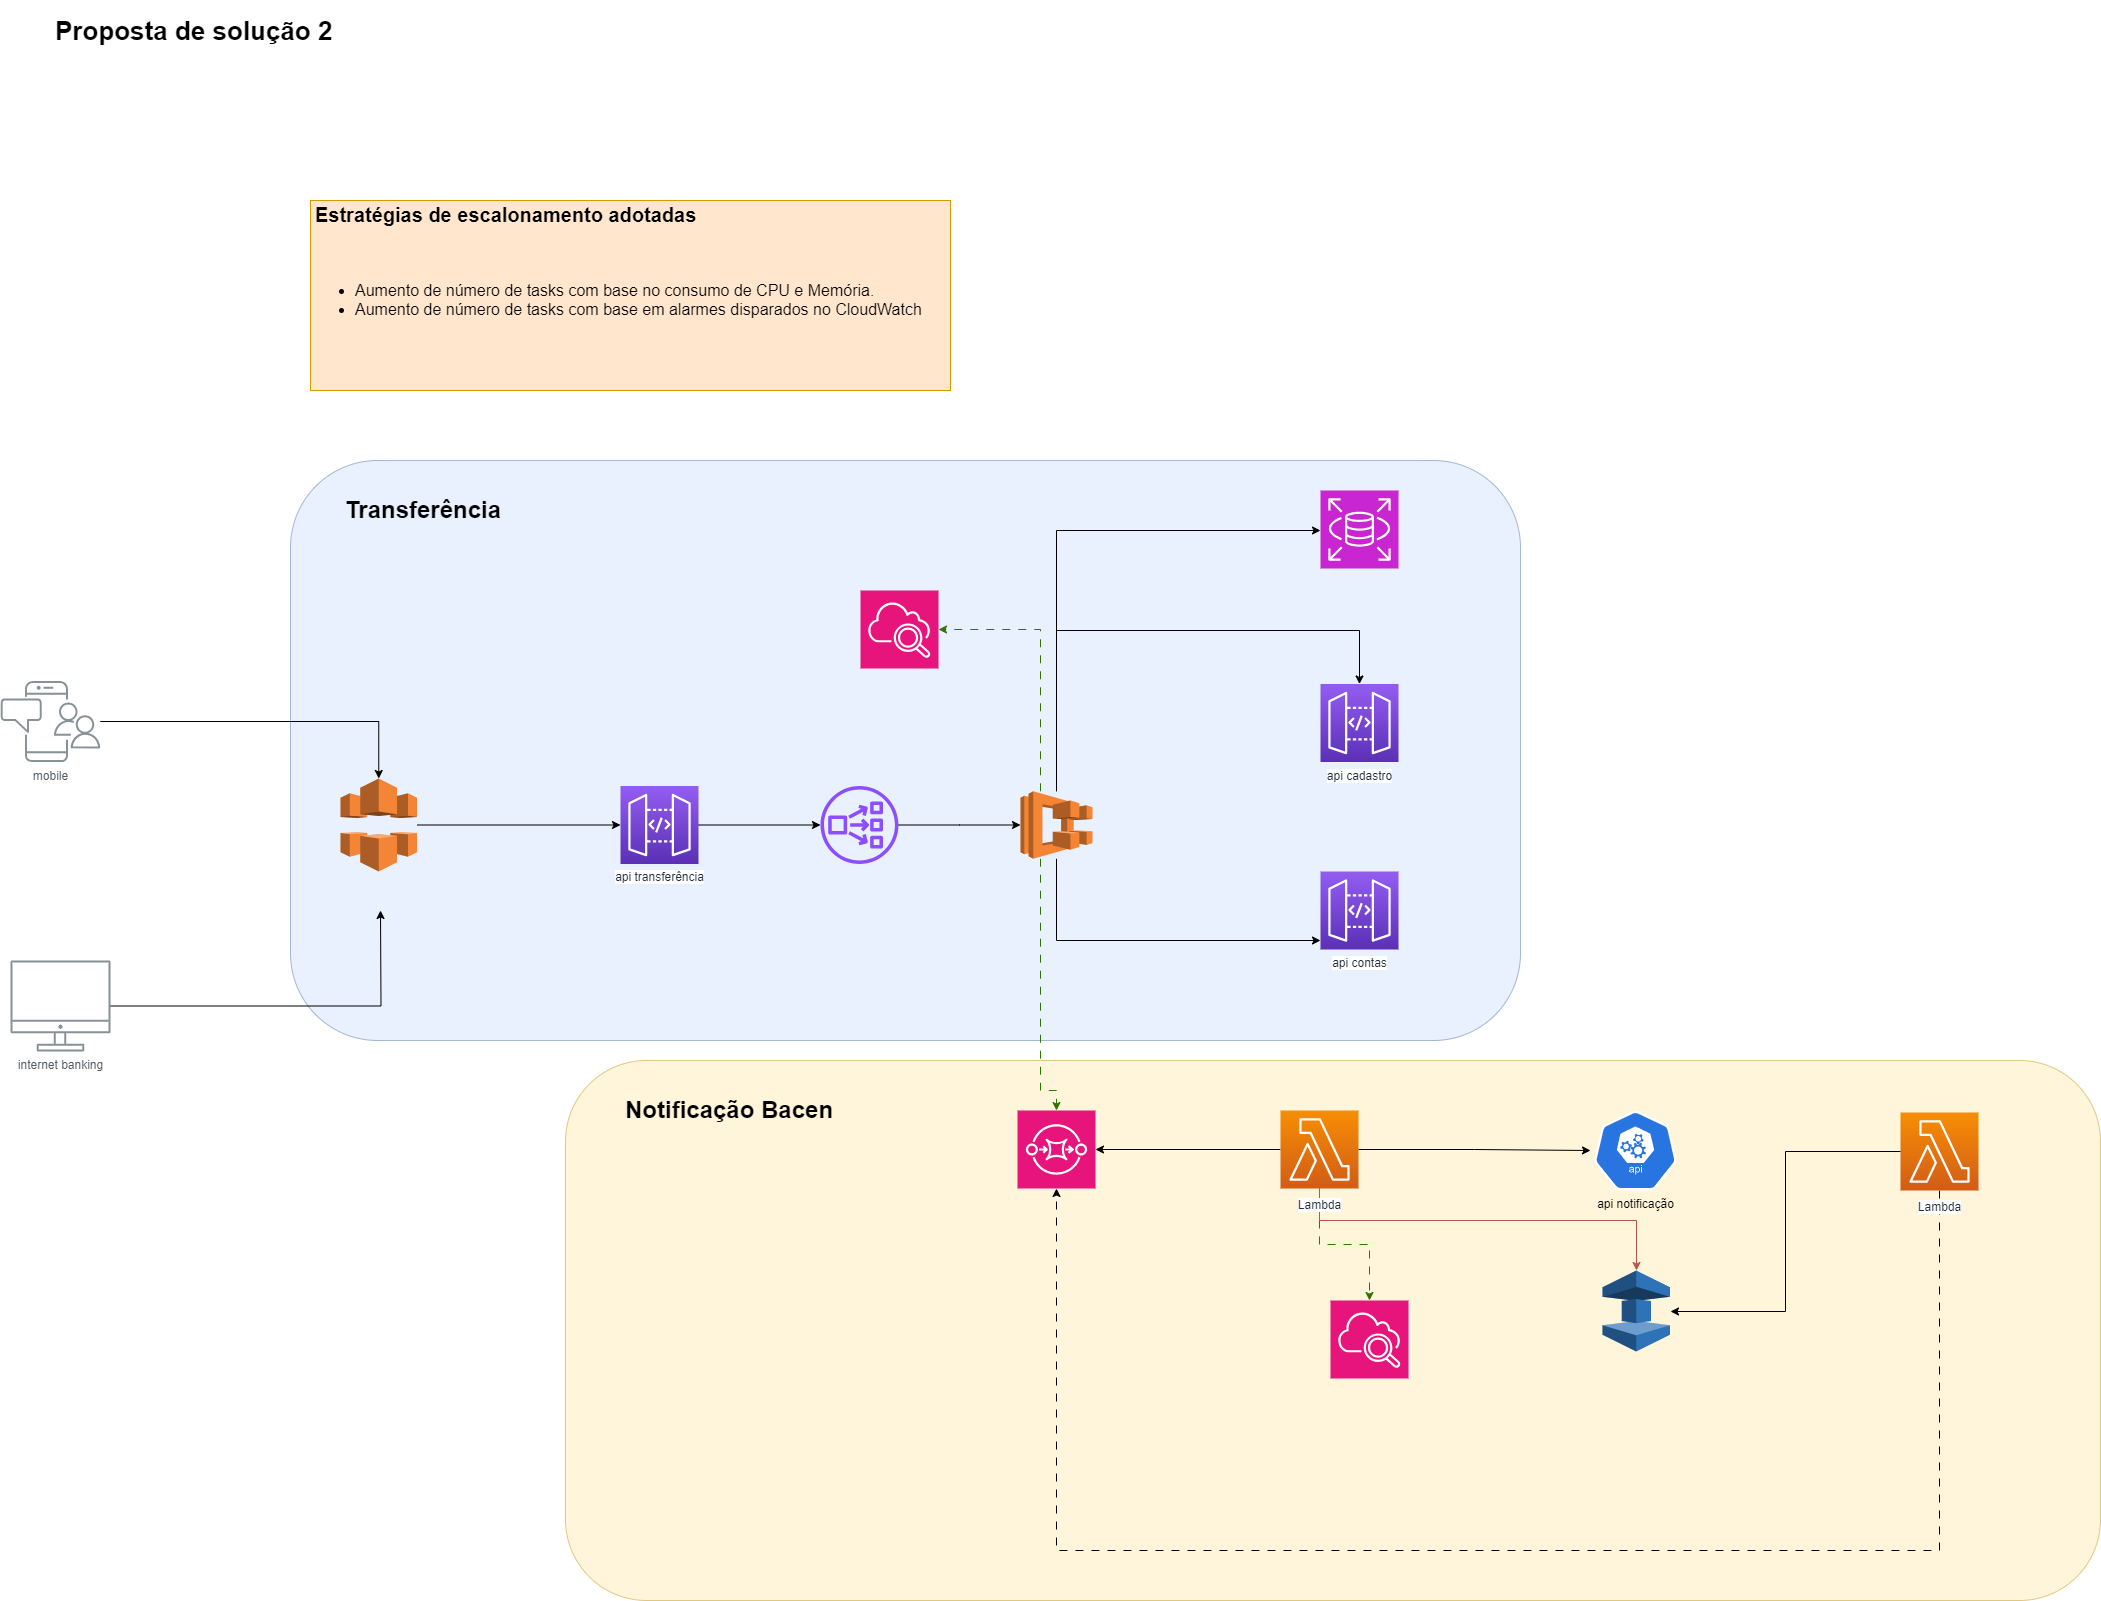 Proposta de solução 2
Estratégias de escalonamento adotadas
Aumento de número de tasks com base no consumo de CPU e Memória.
Aumento de número de tasks com base em alarmes disparados no CloudWatch
Transferência
mobile
api cadastro
api transferência
api contas
internet banking
Notificação Bacen
api
Lambda
api notificação
Lambda